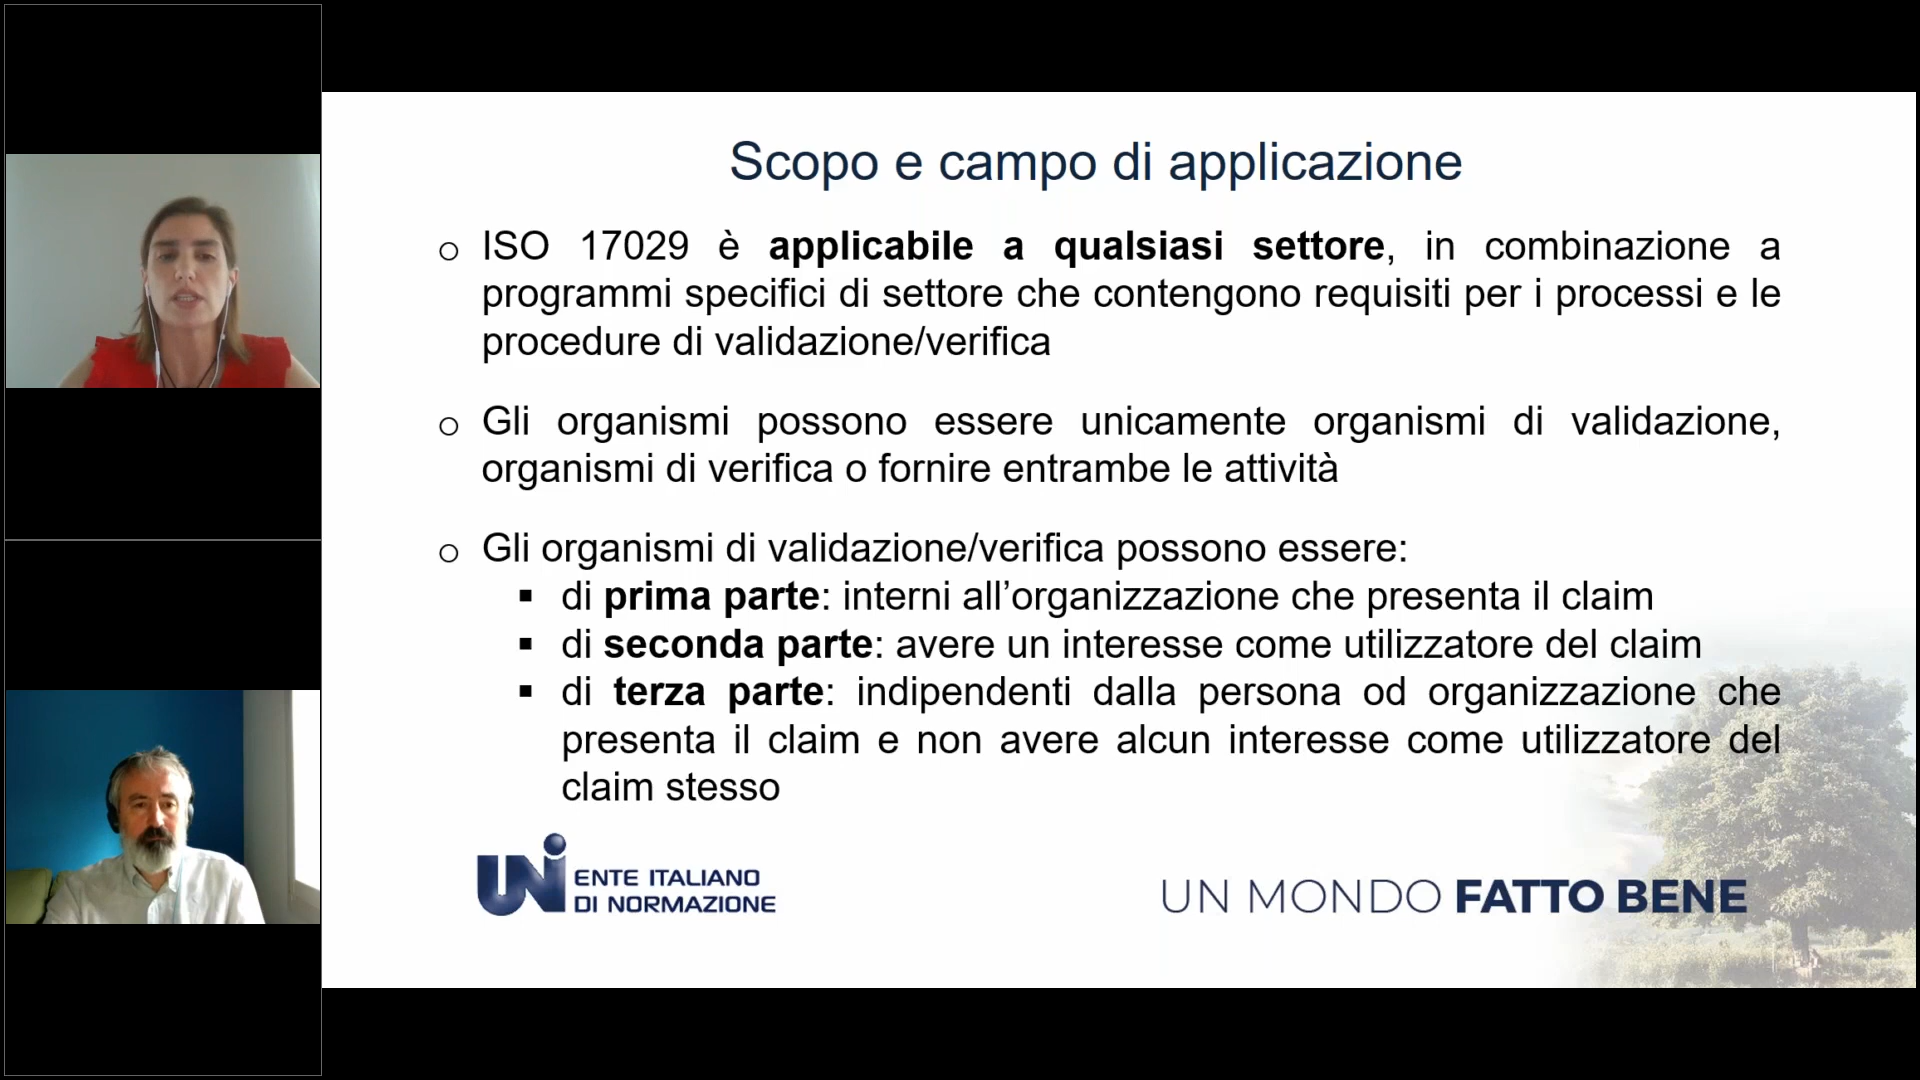 Scopo e campo di applicazione
o ISO 17029 è applicabile a qualsiasi settore, in combinazione a
programmi specifici di settore che contengono requisiti per i processi e le
procedure di validazione/verifica
o Gli organismi possono essere unicamente organismi di validazione,
organismi di verifica o fornire entrambe le attività
o Gli organismi di validazione/verifica possono essere:
▪ di prima parte: interni all’organizzazione che presenta il claim
▪ di seconda parte: avere un interesse come utilizzatore del claim
▪ di terza parte: indipendenti dalla persona od organizzazione che
presenta il claim e non avere alcun interesse come utilizzatore del
claim stesso
UNI ENTE ITALIANO
DI NORMAZIONE
UN MONDO FATTO BENE